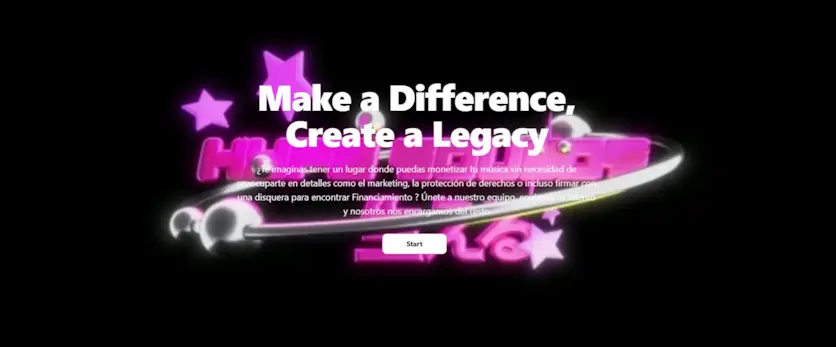 Make a Difference,
Create a Legacy
¿Te imaginas tener un lugar donde puedas monetizar tu música sin necesidad de
preocuparte en detalles como el marketing, la protección de derechos o incluso firmar con
una disquera para encontrar Financiamiento ? Únete a nuestro equipo,
y nosotros nos encargamos del resto
Start